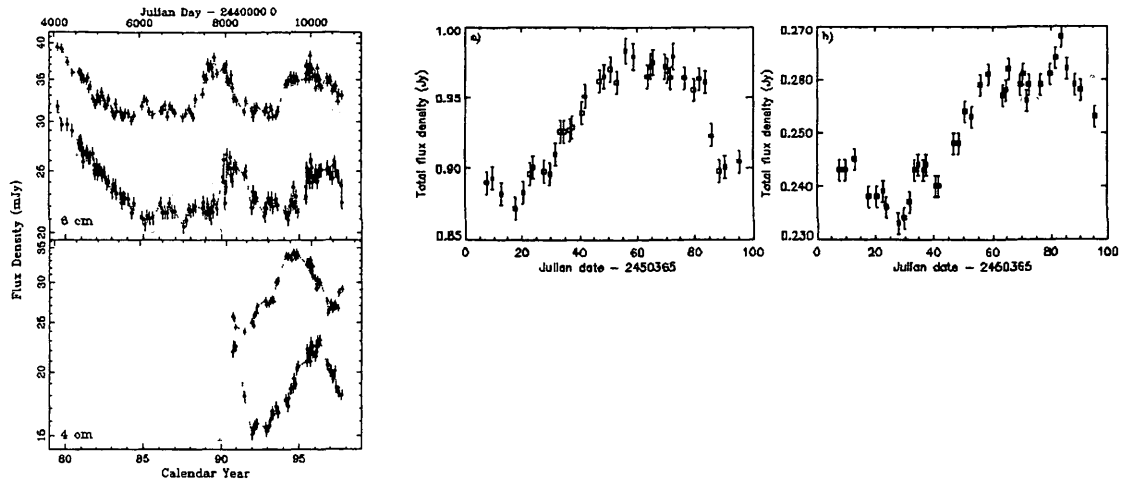 Julian Day - 2440000 0
4000 6000 8000 10000
40
35
30
25
20
6 cm
35
30
25
20
15
4 cm
Flux Density (mJy)
80 85 90 95
Calendar Year
a)
1.00
0.95
0.90
0.85
Total flux density (Jy)
0 20 40 60 80 100
Julian date - 2450365
b)
0.270
0.260
0.250
0.240
0.230
Total flux density (Jy)
0 20 40 60 80 100
Julian date - 2450365